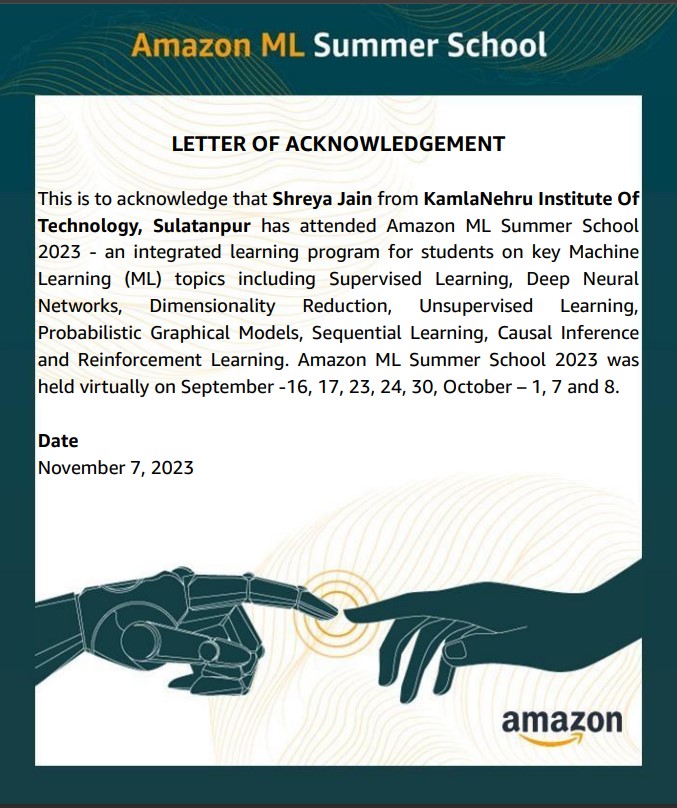 Amazon ML Summer School
LETTER OF ACKNOWLEDGEMENT
This is to acknowledge that Shreya Jain from KamlaNehru Institute Of
Technology, Sulatanpur has attended Amazon ML Summer School
2023 - an integrated learning program for students on key Machine
Learning (ML) topics including Supervised Learning, Deep Neural
Networks, Dimensionality Reduction, Unsupervised Learning,
Probabilistic Graphical Models, Sequential Learning, Causal Inference
and Reinforcement Learning. Amazon ML Summer School 2023 was
held virtually on September -16, 17, 23, 24, 30, October – 1, 7 and 8.
Date
November 7, 2023
amazon